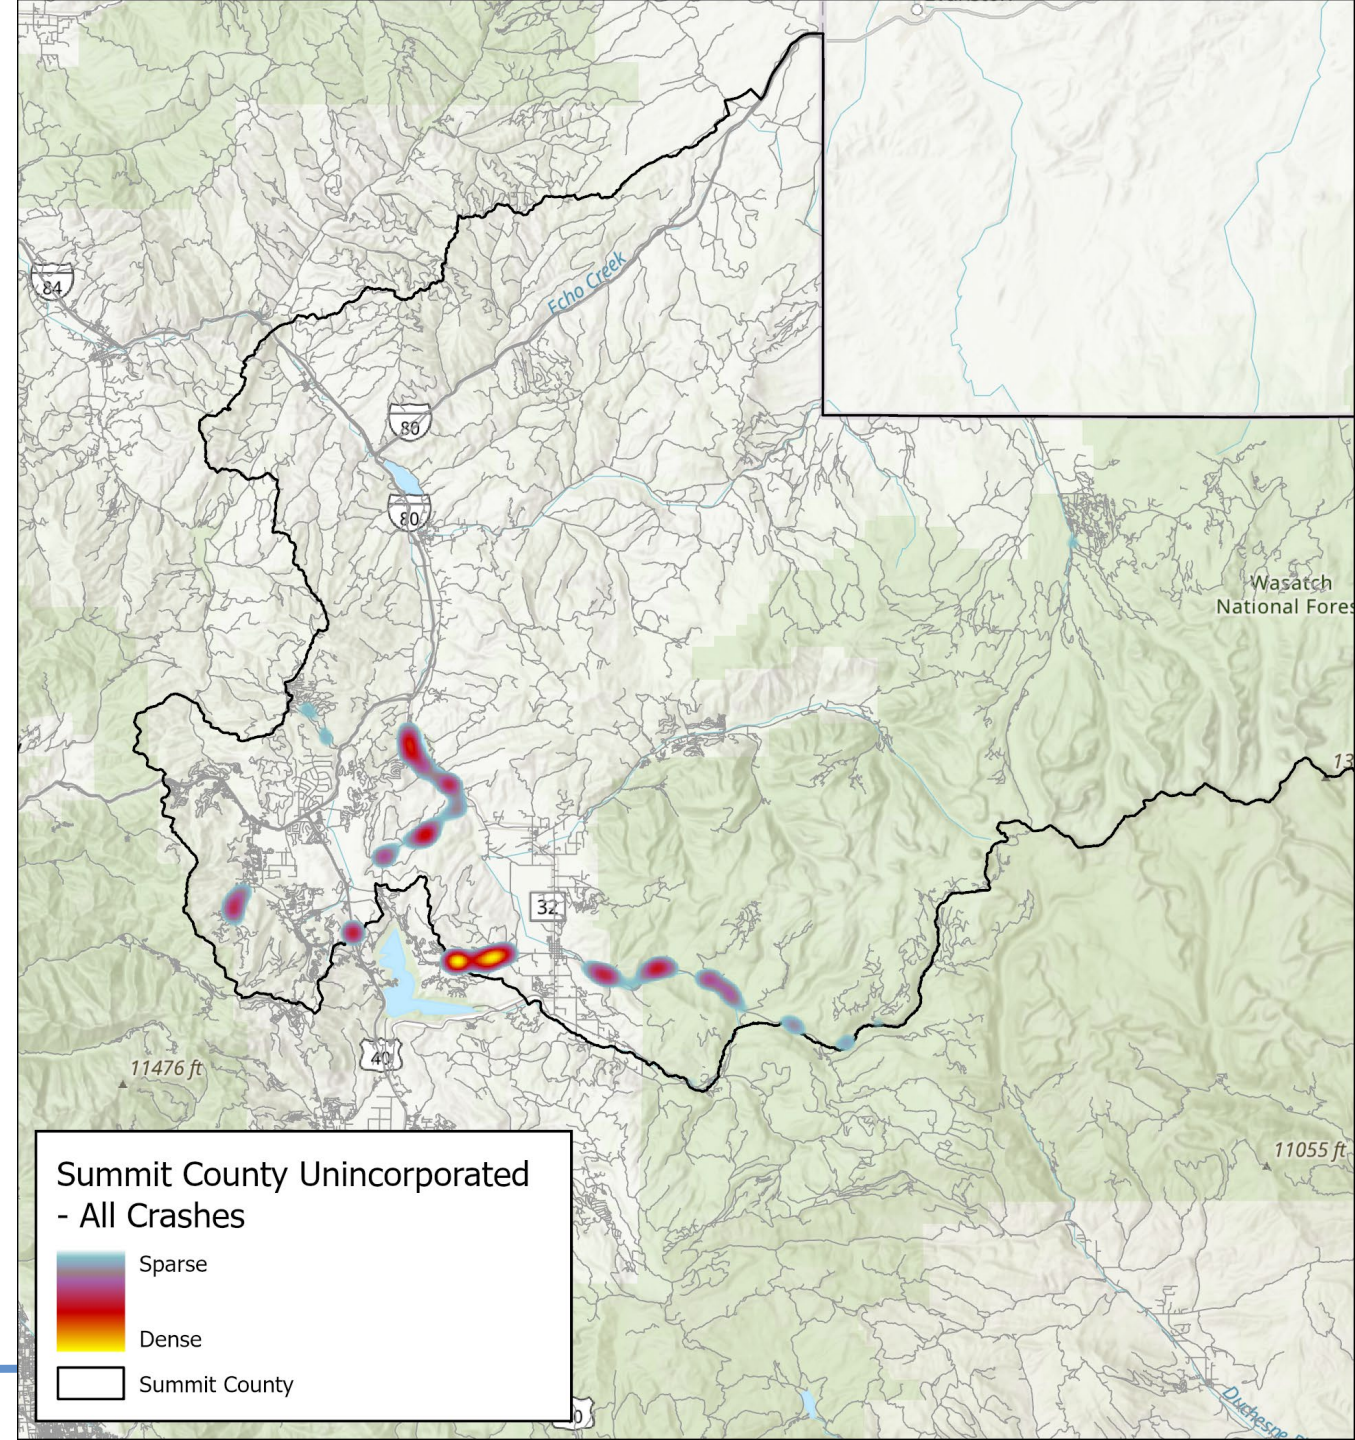 84
Echo Creek
80
80
Wasatch
National Fores
13
32
40
11476 ft
11055 ft
Summit County Unincorporated
- All Crashes
Sparse
Dense
Summit County
0
Duchesne